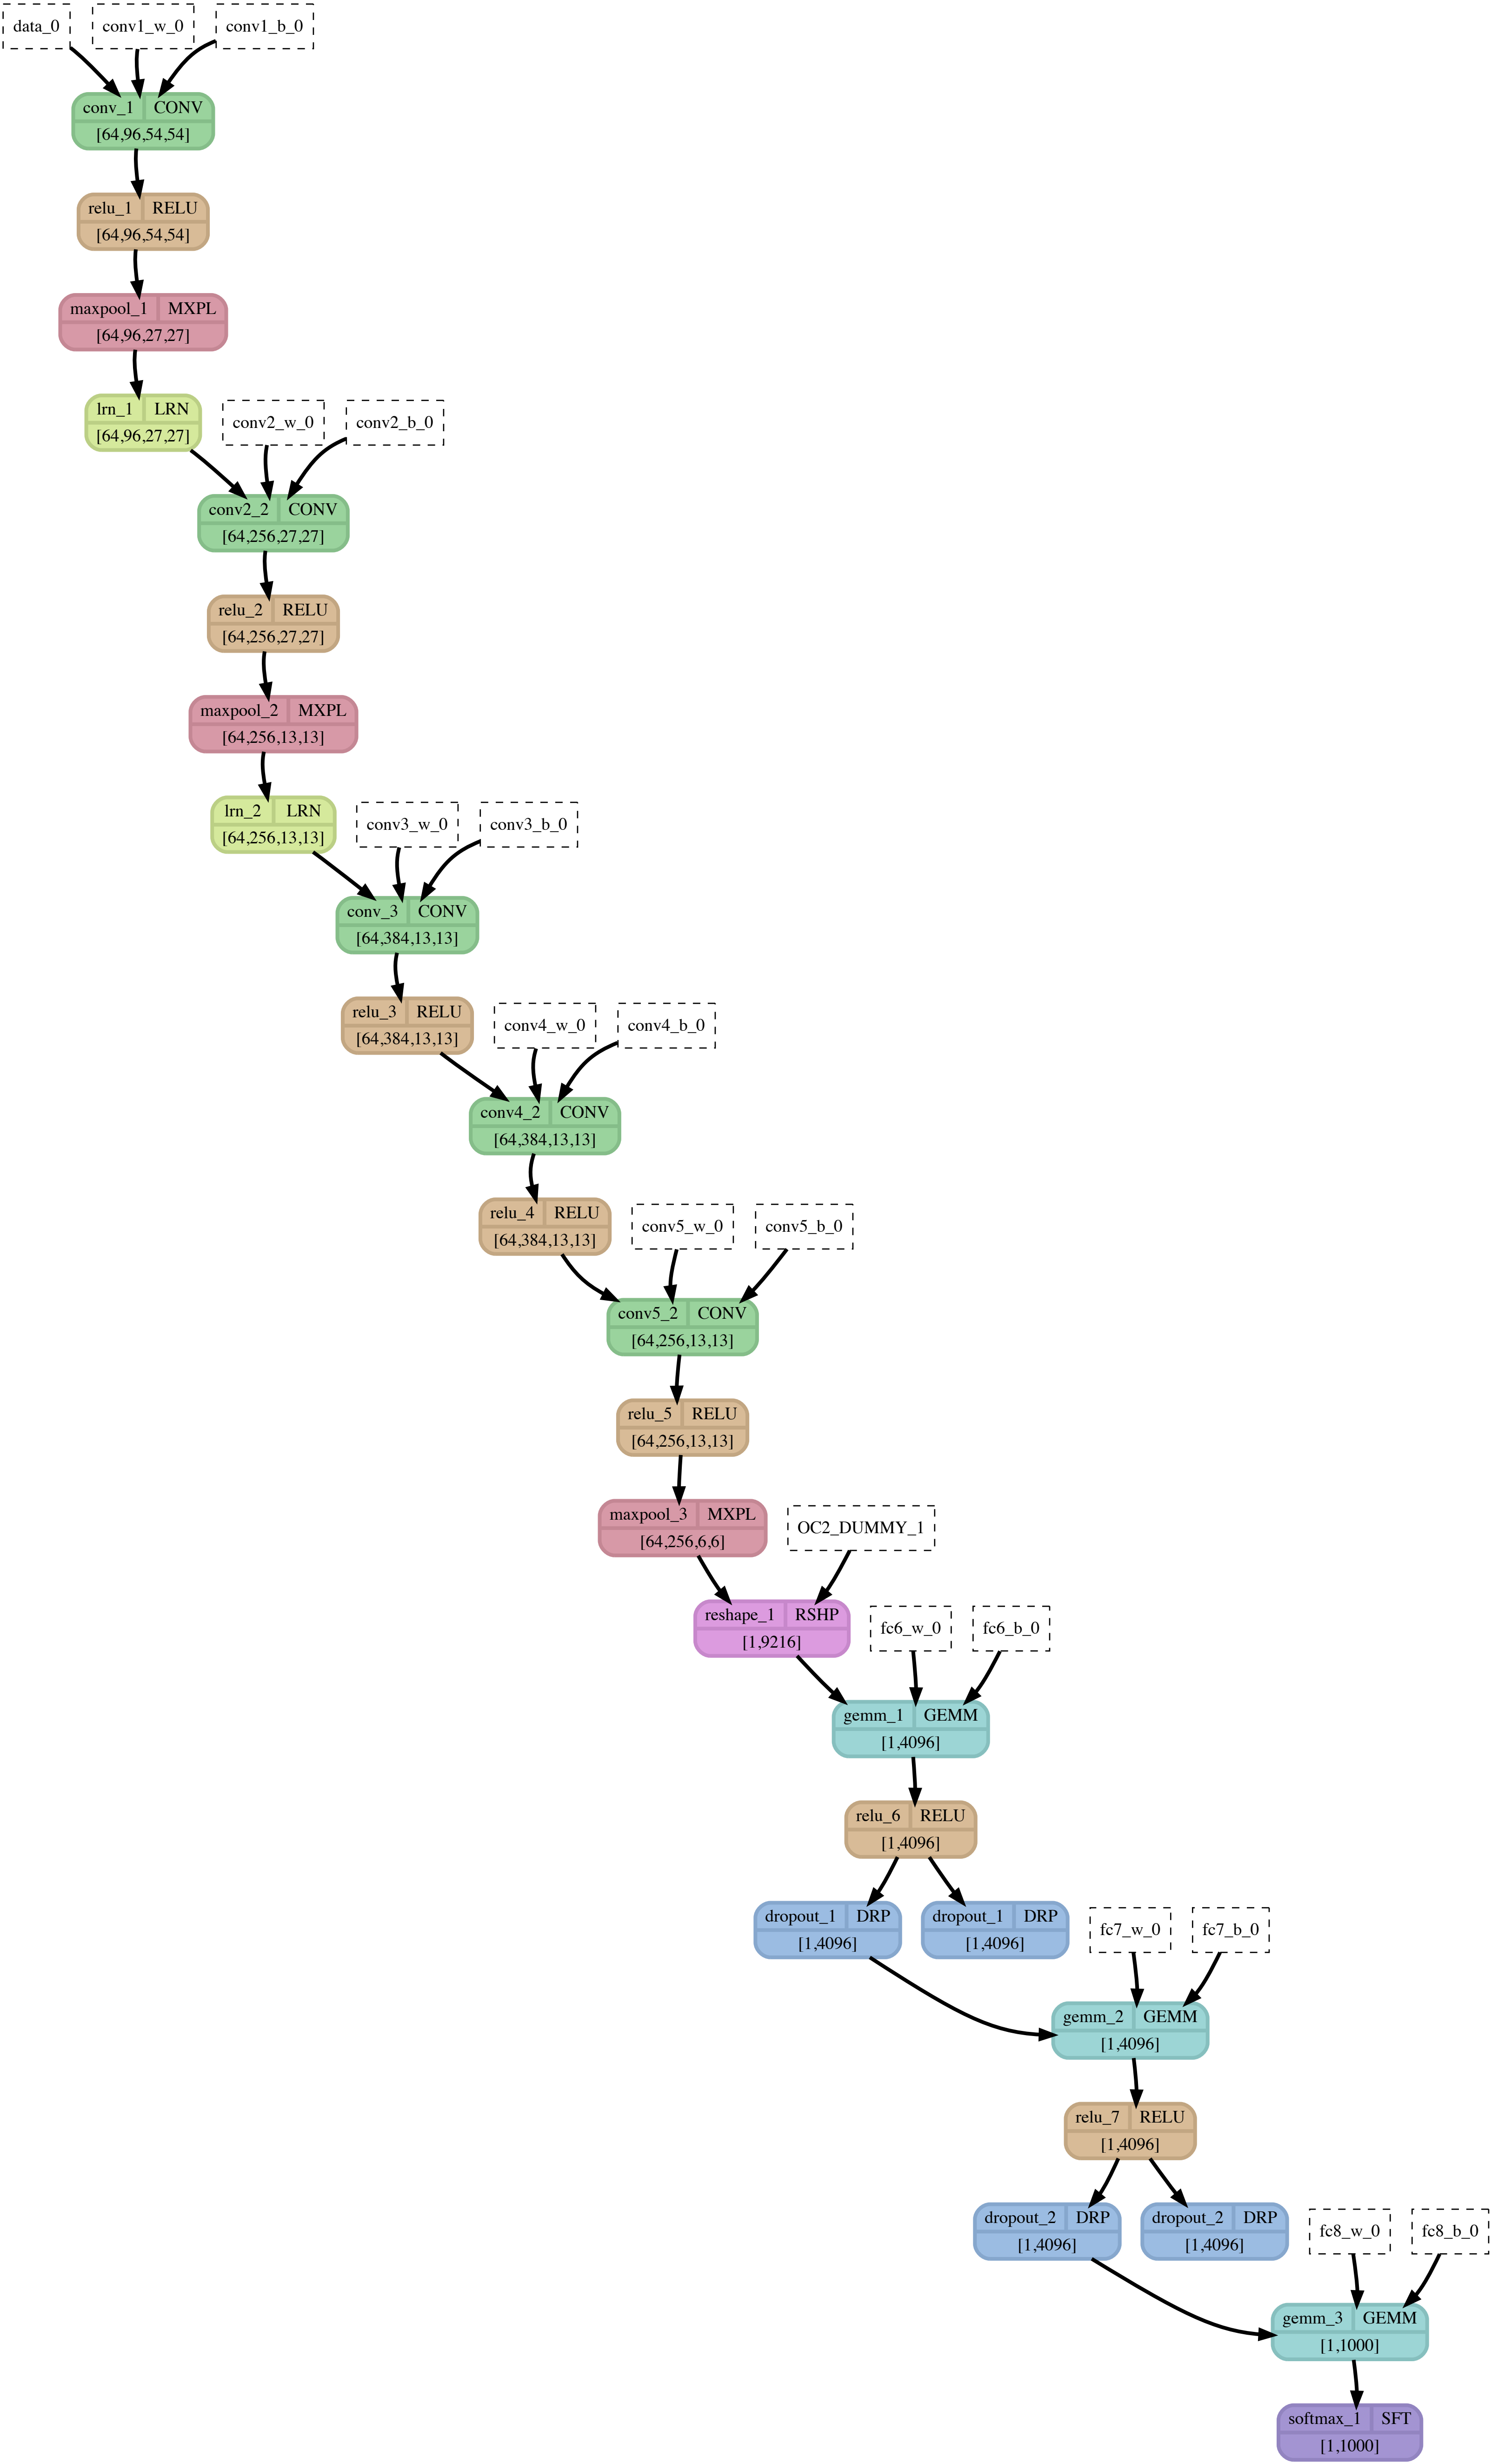 data_0 conv1_w_0 conv1_b_0
conv_1 CONV
[64,96,54,54]
relu_1 RELU
[64,96,54,54]
maxpool_1 MXPL
[64,96,27,27]
lrn_1 LRN
[64,96,27,27]
conv2_w_0 conv2_b_0
conv2_2 CONV
[64,256,27,27]
relu_2 RELU
[64,256,27,27]
maxpool_2 MXPL
[64,256,13,13]
lrn_2 LRN
[64,256,13,13]
conv3_w_0 conv3_b_0
conv_3 CONV
[64,384,13,13]
relu_3 RELU
[64,384,13,13]
conv4_w_0 conv4_b_0
conv4_2 CONV
[64,384,13,13]
relu_4 RELU
[64,384,13,13]
conv5_w_0 conv5_b_0
conv5_2 CONV
[64,256,13,13]
relu_5 RELU
[64,256,13,13]
maxpool_3 MXPL
[64,256,6,6]
OC2_DUMMY_1
reshape_1 RSHP
[1,9216]
fc6_w_0 fc6_b_0
gemm_1 GEMM
[1,4096]
relu_6 RELU
[1,4096]
dropout_1 DRP
[1,4096]
dropout_1 DRP
[1,4096]
fc7_w_0 fc7_b_0
gemm_2 GEMM
[1,4096]
relu_7 RELU
[1,4096]
dropout_2 DRP
[1,4096]
dropout_2 DRP
[1,4096]
fc8_w_0 fc8_b_0
gemm_3 GEMM
[1,1000]
softmax_1 SFT
[1,1000]